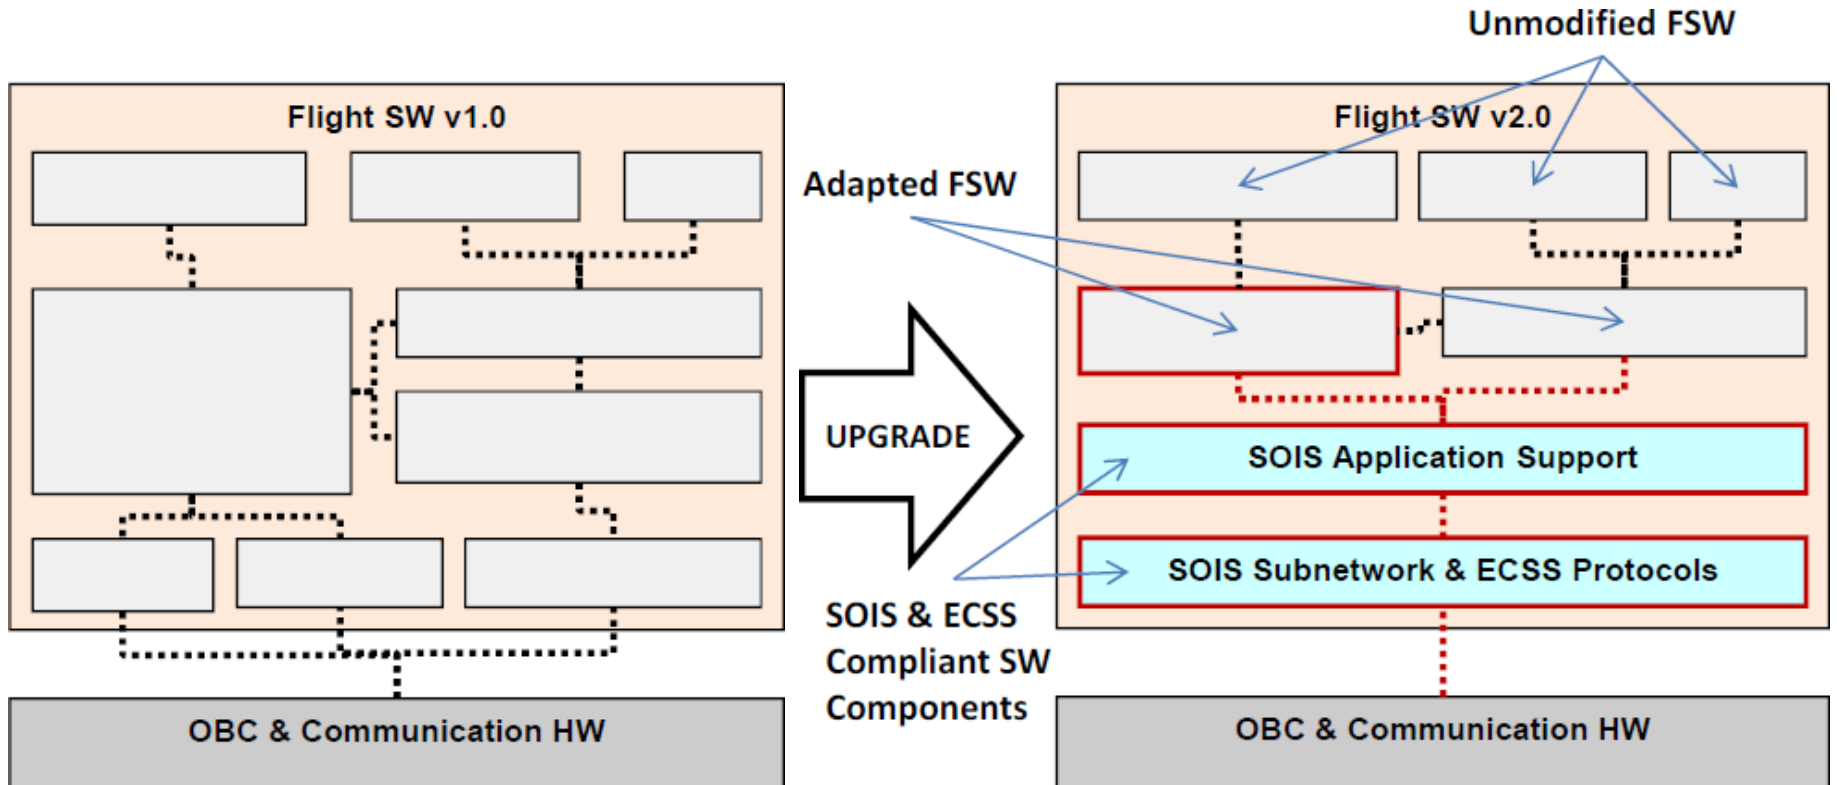 Unmodified FSW
Flight SW v1.0
Flight SW v2.0
Adapted FSW
UPGRADE
SOIS Application Support
SOIS Subnetwork & ECSS Protocols
SOIS & ECSS
Compliant SW
Components
OBC & Communication HW
OBC & Communication HW